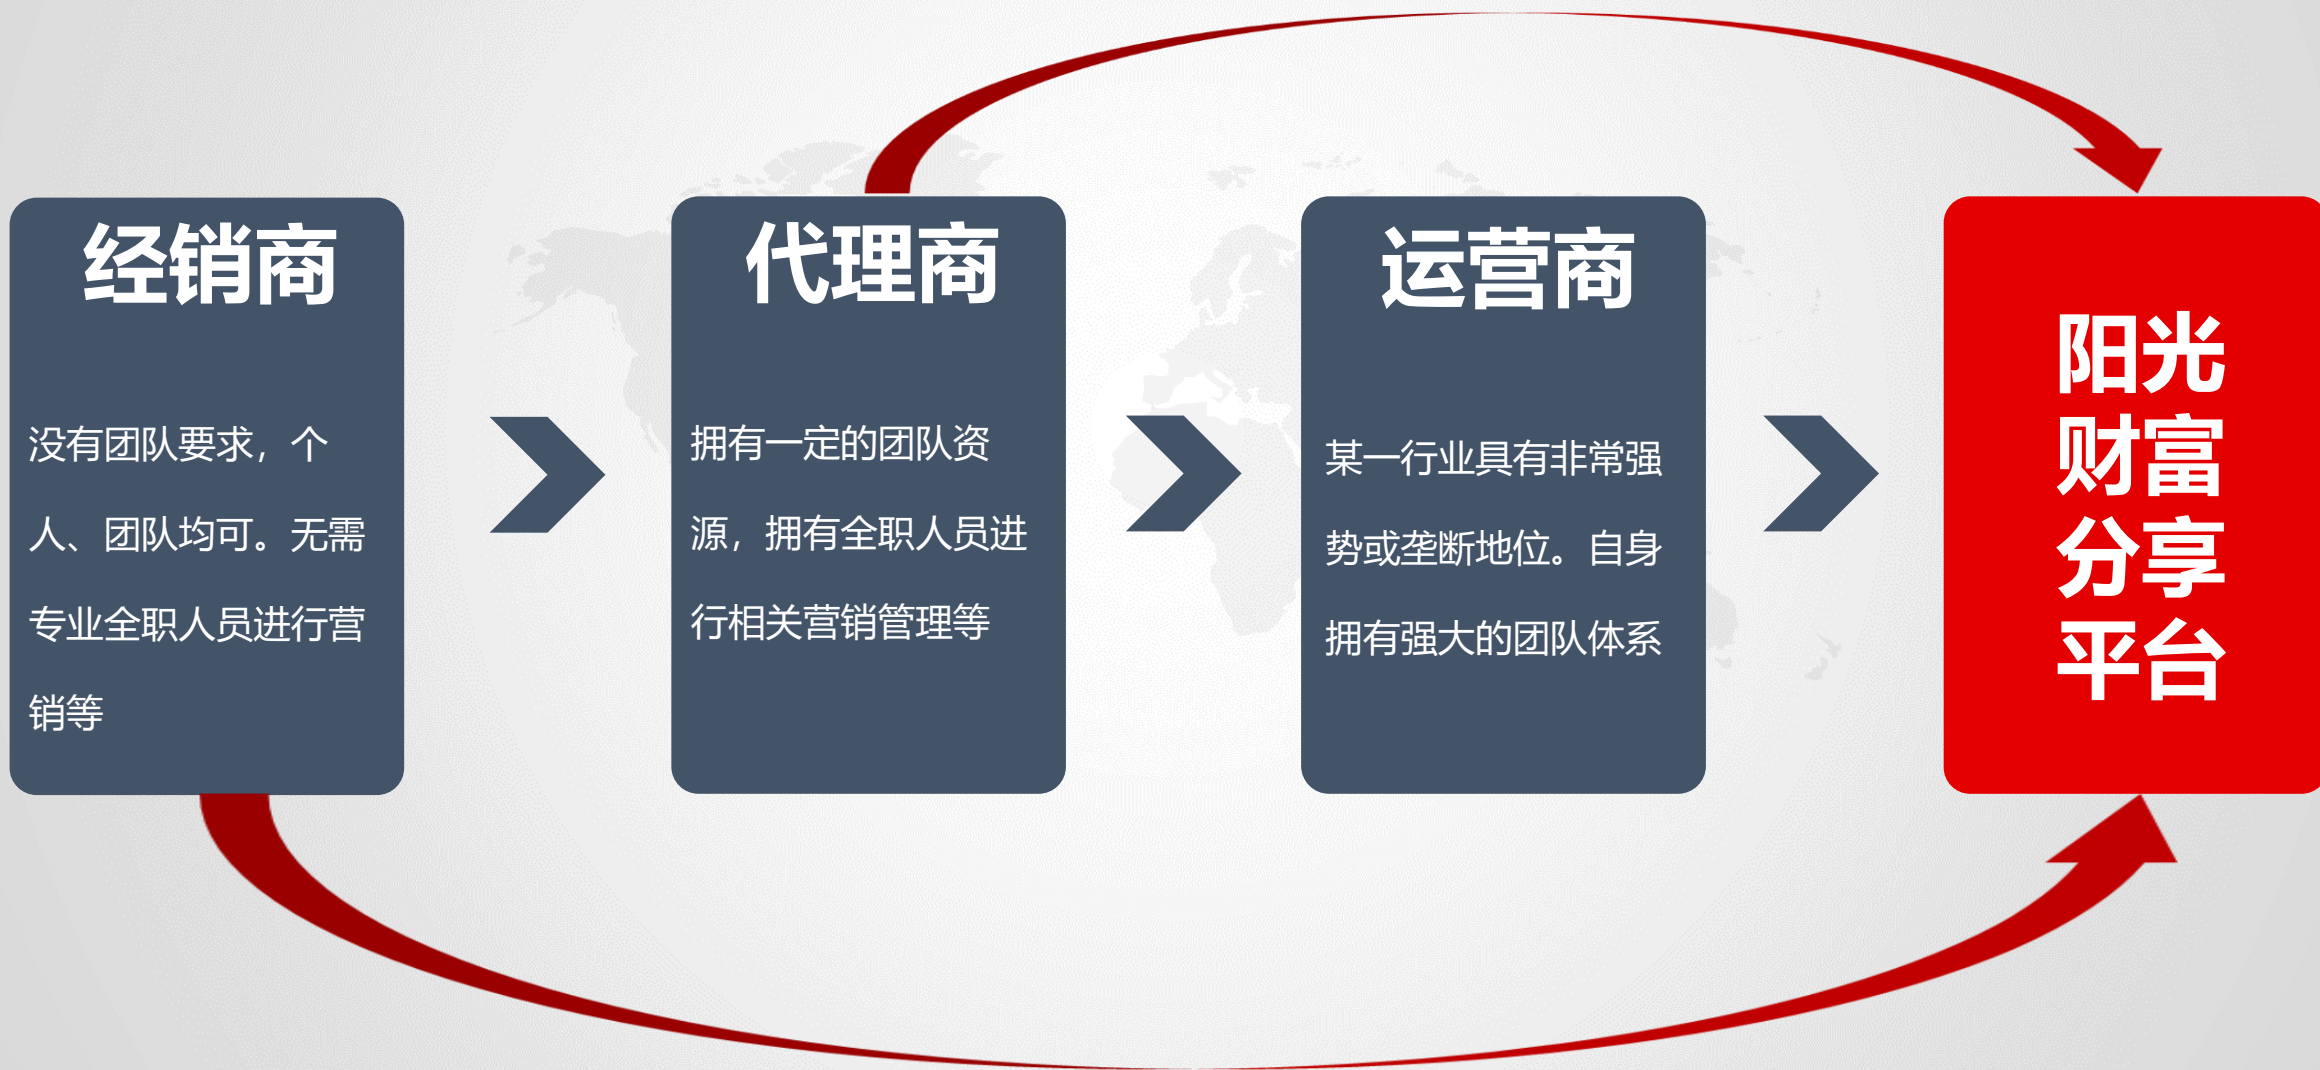 经销商
没有团队要求，个
人、团队均可。无需
专业全职人员进行营
销等
代理商
拥有一定的团队资
源，拥有全职人员进
行相关营销管理等
运营商
某一行业具有非常强
势或垄断地位。自身
拥有强大的团队体系
阳光
财富
分享
平台